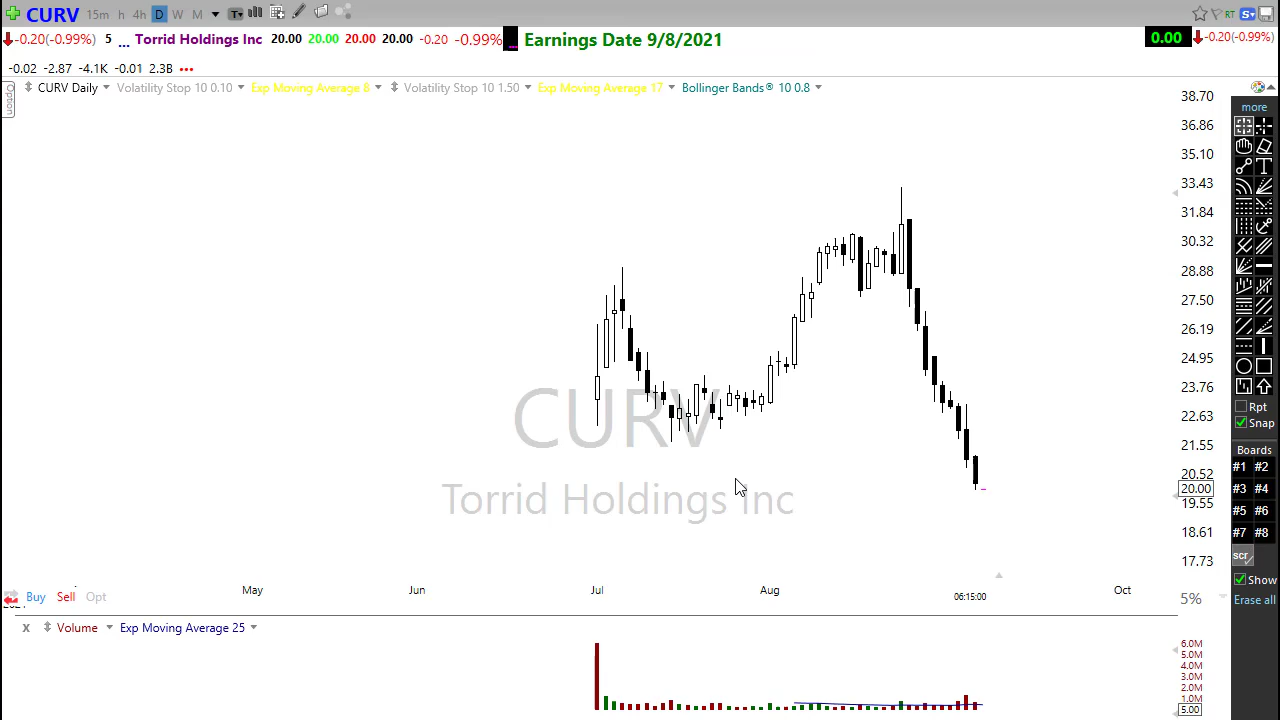 CURV 15m h 4h D W M T RT S
-0.20(-0.99%) 5 ... Torrid Holdings Inc 20.00 20.00 20.00 20.00 -0.20 -0.99% ... Earnings Date 9/8/2021 0.00 -0.20(-0.99%)
-0.02 -2.87 -4.1K -0.01 2.3B •••
Option
CURV Daily Volatility Stop 10 0.10 Exp Moving Average 8 Volatility Stop 10 1.50 Exp Moving Average 17 Bollinger Bands® 10 0.8
38.70
36.86
35.10
33.43
31.84
30.32
28.88
27.50
26.19
24.95
23.76
22.63
21.55
20.52
20.00
19.55
18.61
17.73
more
T
Rpt
Snap
Boards
#1 #2
#3 #4
#5 #6
#7 #8
scr
Show
Erase all
CURV
Torrid Holdings Inc
May Jun Jul Aug 06:15:00 Oct
Buy Sell Opt 5%
X Volume Exp Moving Average 25
6.0M
5.0M
4.0M
3.0M
2.0M
1.0M
5.00